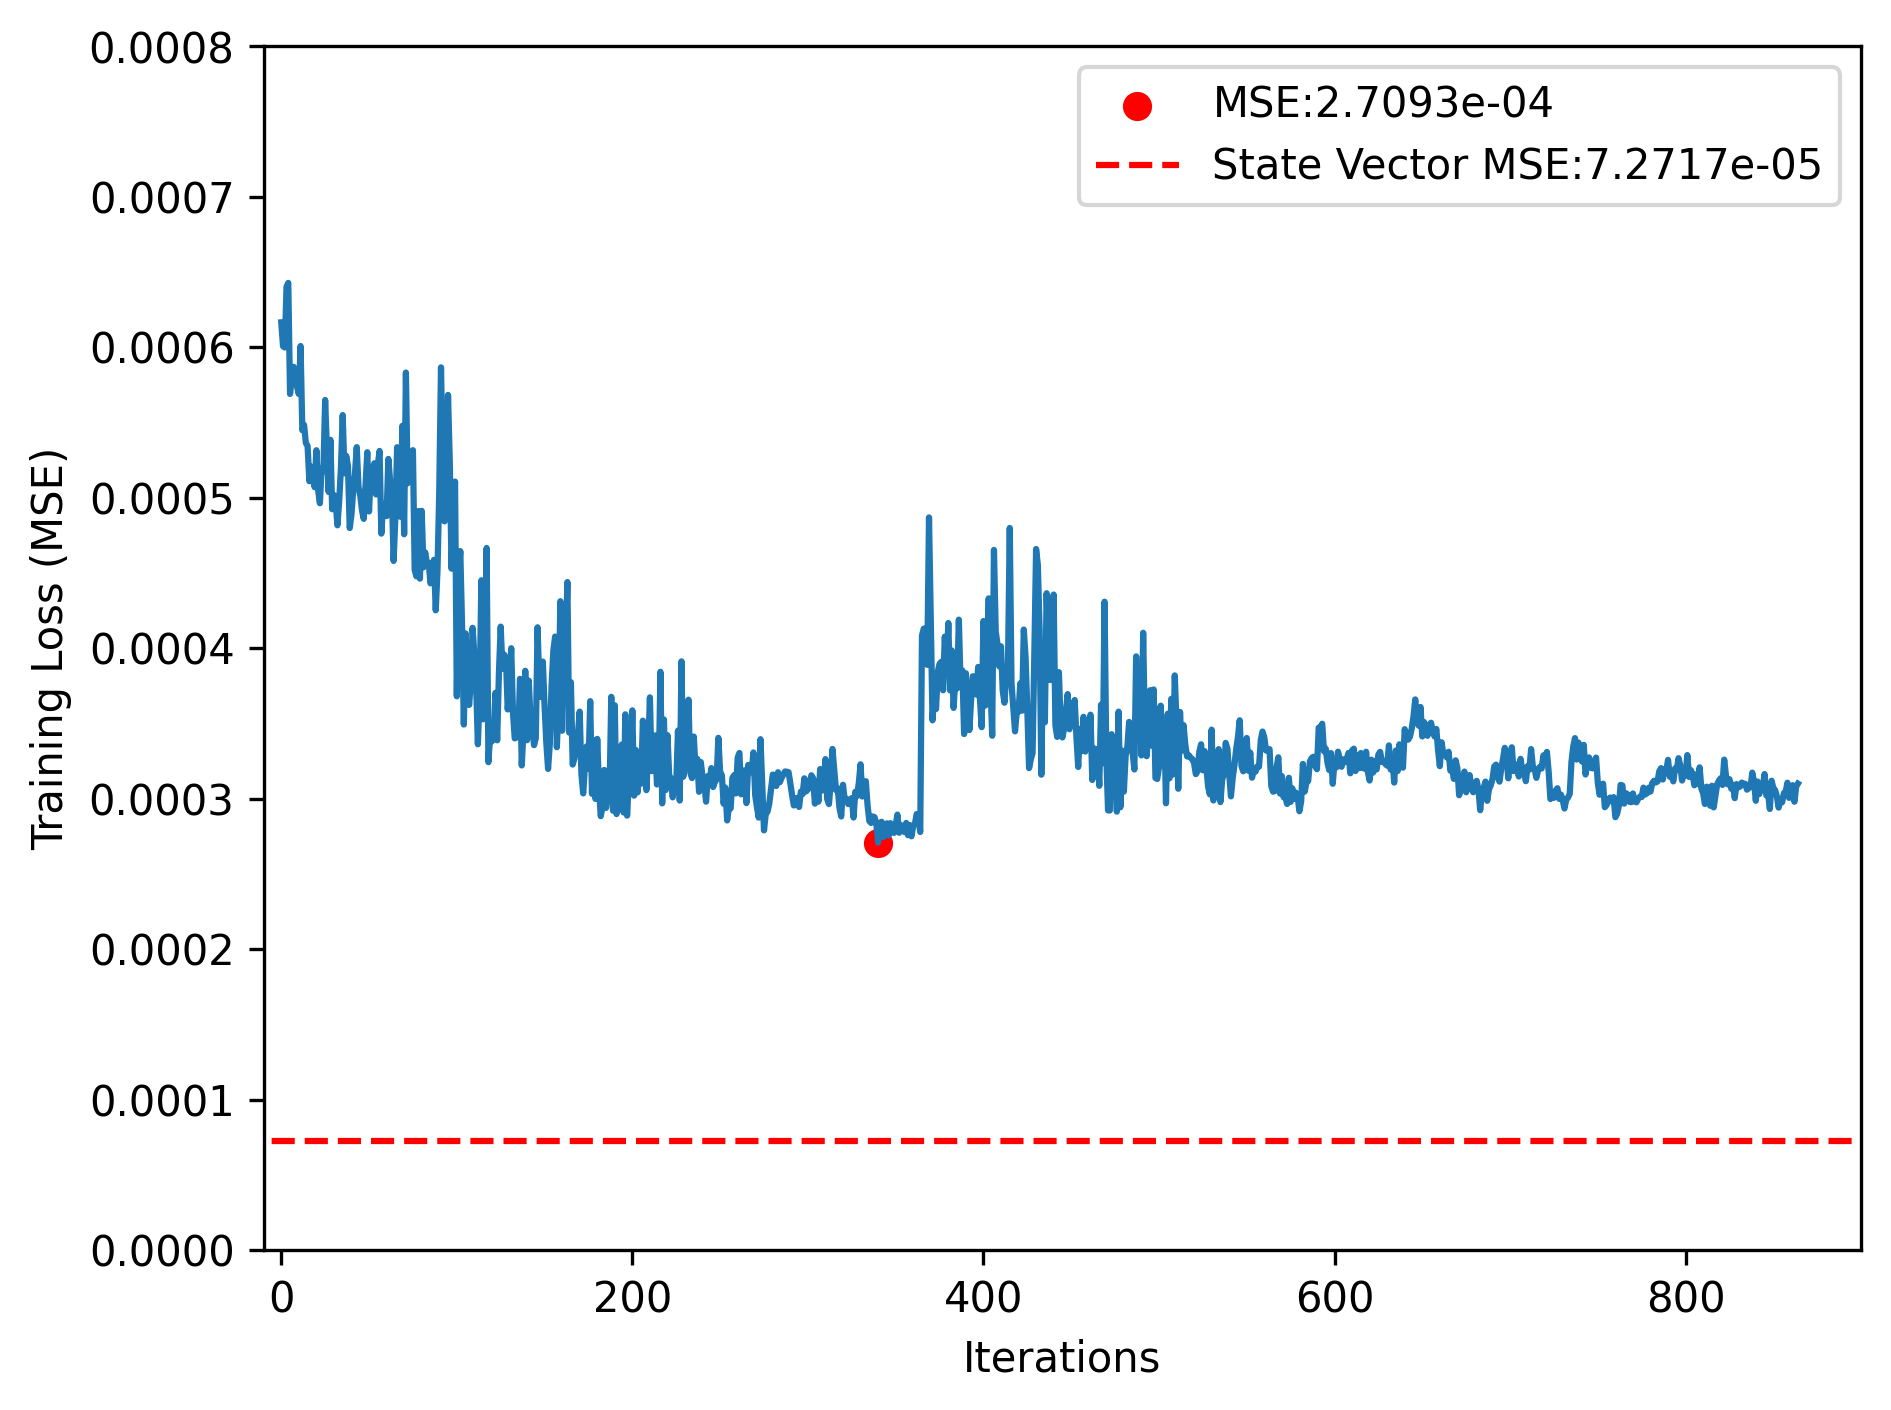 0.0008
0.0007
0.0006
0.0005
0.0004
0.0003
0.0002
0.0001
0.0000
Training Loss (MSE)
MSE:2.7093e-04
State Vector MSE:7.2717e-05
0 200 400 600 800
Iterations